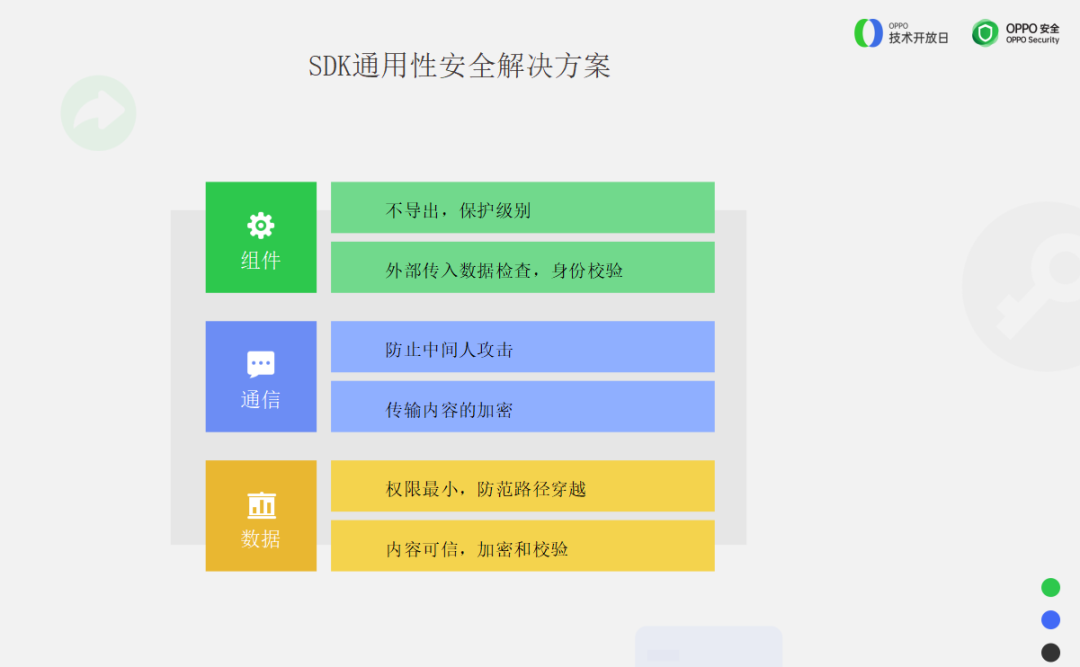 OPPO
技术开放日
OPPO 安全
OPPO Security
SDK通用性安全解决方案
组件
不导出，保护级别
外部传入数据检查，身份校验
通信
防止中间人攻击
传输内容的加密
数据
权限最小，防范路径穿越
内容可信，加密和校验